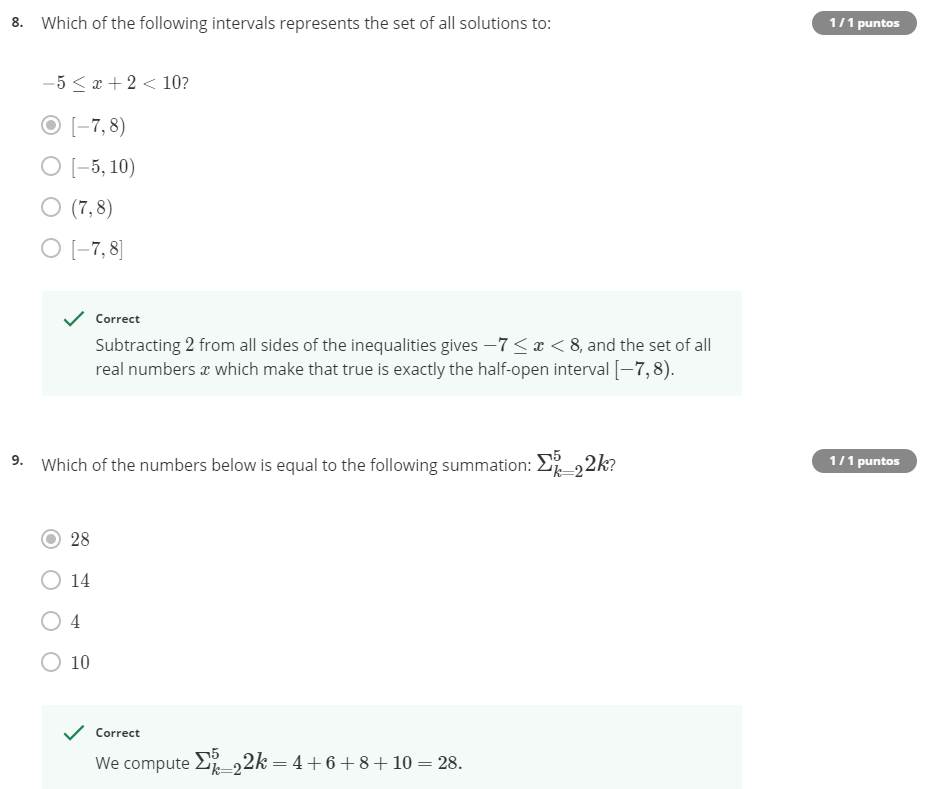 8. Which of the following intervals represents the set of all solutions to: 1 / 1 puntos
−5 ≤ x + 2 < 10?
[−7, 8)
[−5, 10)
(7, 8)
[−7, 8]
Correct
Subtracting 2 from all sides of the inequalities gives −7 ≤ x < 8, and the set of all
real numbers x which make that true is exactly the half-open interval [−7, 8).
9. Which of the numbers below is equal to the following summation: Σ⁵ₖ₌₂2k? 1 / 1 puntos
28
14
4
10
Correct
We compute Σ⁵ₖ₌₂2k = 4 + 6 + 8 + 10 = 28.